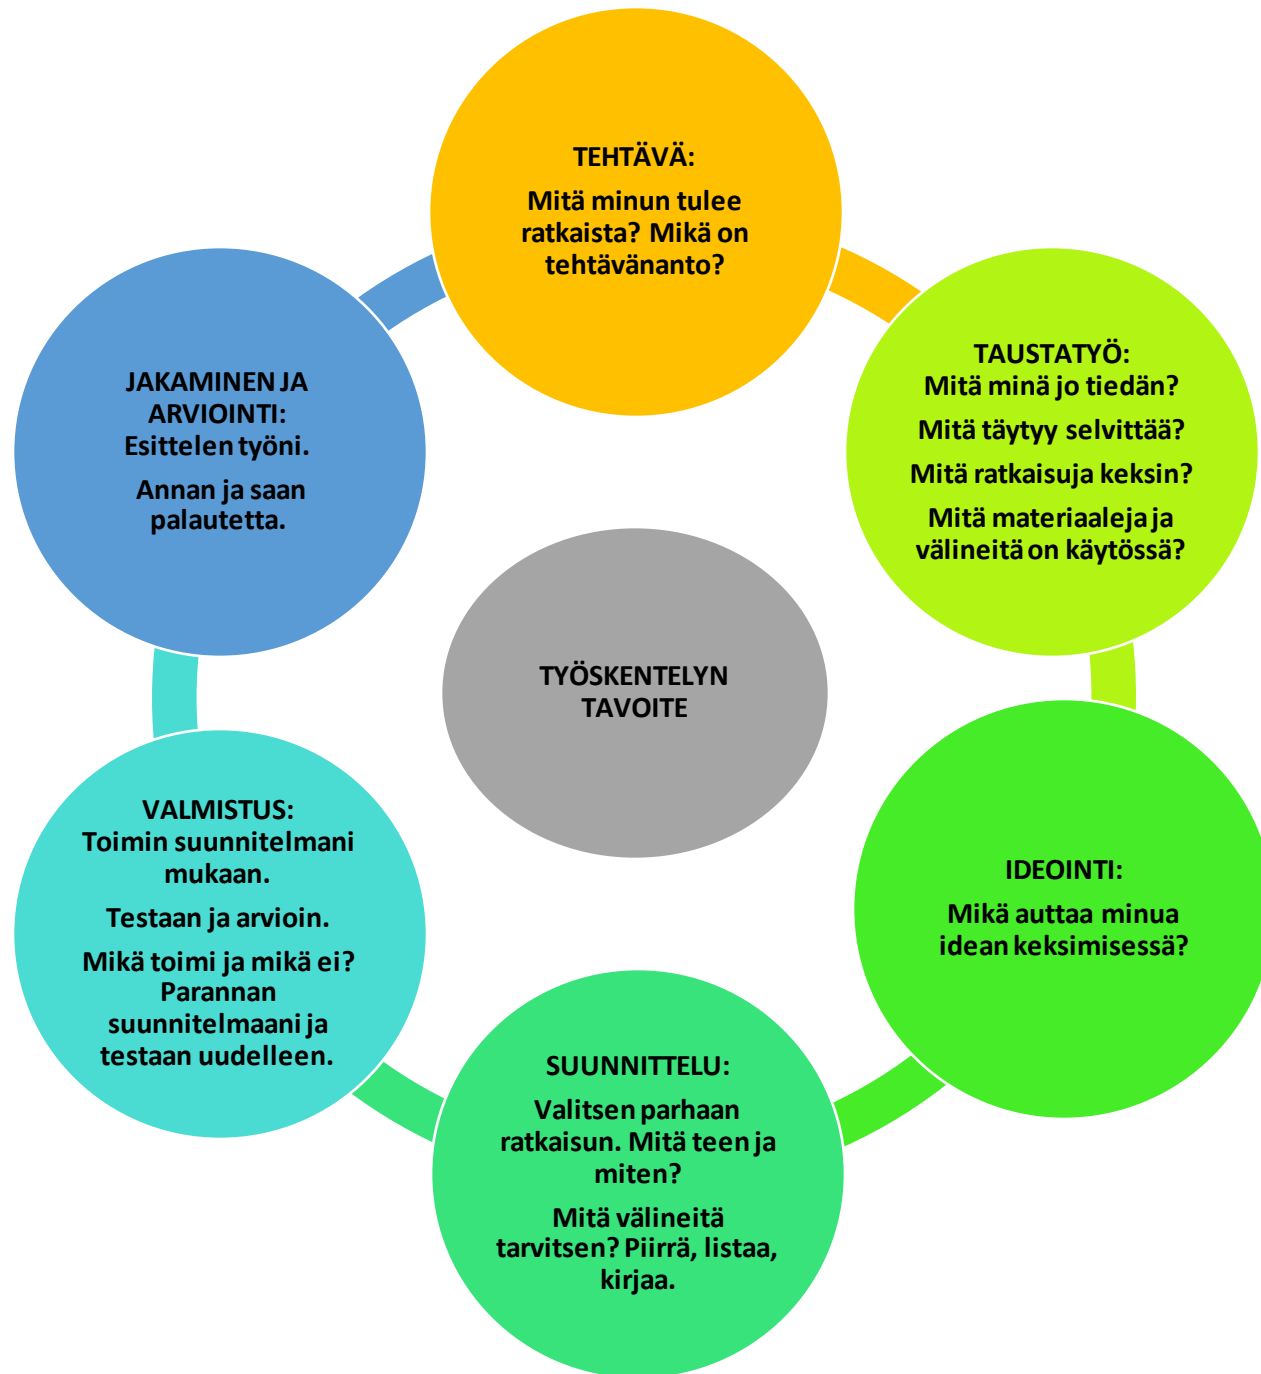 TEHTÄVÄ:
Mitä minun tulee
ratkaista? Mikä on
tehtävänanto?
TAUSTATYÖ:
Mitä minä jo tiedän?
Mitä täytyy selvittää?
Mitä ratkaisuja keksin?
Mitä materiaaleja ja
välineitä on käytössä?
IDEOINTI:
Mikä auttaa minua
idean keksimisessä?
SUUNNITTELU:
Valitsen parhaan
ratkaisun. Mitä teen ja
miten?
Mitä välineitä
tarvitsen? Piirrä, listaa,
kirjaa.
VALMISTUS:
Toimin suunnitelmani
mukaan.
Testaan ja arvioin.
Mikä toimi ja mikä ei?
Parannan
suunnitelmaani ja
testaan uudelleen.
JAKAMINEN JA
ARVIOINTI:
Esittelen työni.
Annan ja saan
palautetta.
TYÖSKENTELYN
TAVOITE